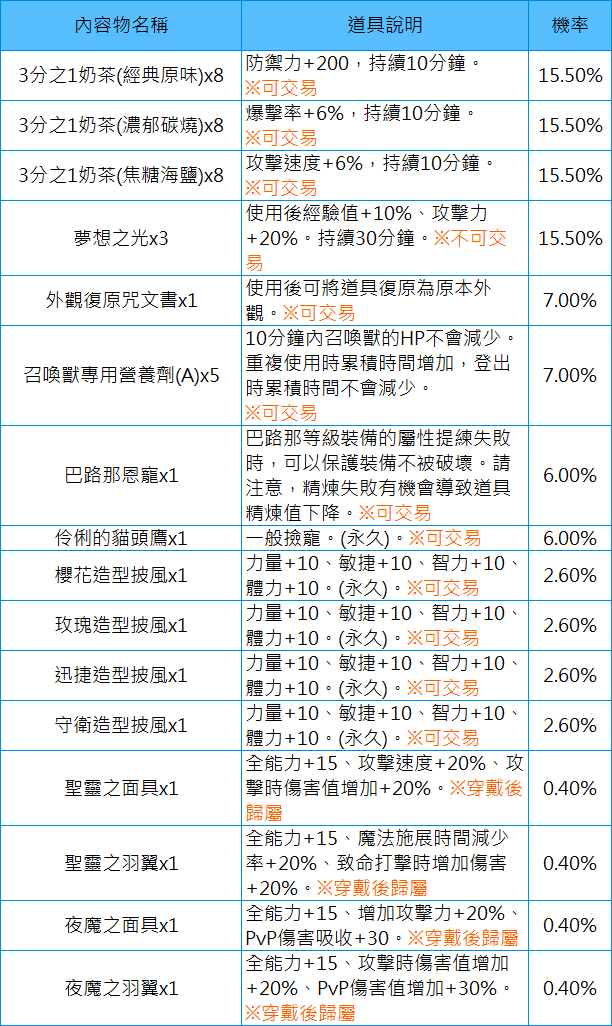 內容物名稱 道具說明 機率
3分之1奶茶(經典原味)x8 防禦力+200，持續10分鐘。 15.50%
※可交易
3分之1奶茶(濃郁碳燒)x8 爆擊率+6%，持續10分鐘。 15.50%
※可交易
3分之1奶茶(焦糖海鹽)x8 攻擊速度+6%，持續10分鐘。 15.50%
※可交易
夢想之光x3 使用後經驗值+10%、攻擊力 15.50%
+20%。持續30分鐘。※不可交
易
外觀復原咒文書x1 使用後可將道具復原為原本外 7.00%
觀。※可交易
召喚獸專用營養劑(A)x5 10分鐘內召喚獸的HP不會減少。 7.00%
重複使用時累積時間增加，登出
時累積時間不會減少。
※可交易
巴路那恩寵x1 巴路那等級裝備的屬性提練失敗 6.00%
時，可以保護裝備不被破壞。請
注意，精煉失敗有機會導致道具
精煉值下降。※可交易
伶俐的貓頭鷹x1 一般撿寵。(永久)。※可交易 6.00%
櫻花造型披風x1 力量+10、敏捷+10、智力+10、 2.60%
體力+10。(永久)。※可交易
玫瑰造型披風x1 力量+10、敏捷+10、智力+10、 2.60%
體力+10。(永久)。※可交易
迅捷造型披風x1 力量+10、敏捷+10、智力+10、 2.60%
體力+10。(永久)。※可交易
守衛造型披風x1 力量+10、敏捷+10、智力+10、 2.60%
體力+10。(永久)。※可交易
聖靈之面具x1 全能力+15、攻擊速度+20%、攻 0.40%
擊時傷害值增加+20%。※穿戴後
歸屬
聖靈之羽翼x1 全能力+15、魔法施展時間減少 0.40%
率+20%、致命打擊時增加傷害
+20%。※穿戴後歸屬
夜魔之面具x1 全能力+15、增加攻擊力+20%、 0.40%
PvP傷害吸收+30。※穿戴後歸屬
夜魔之羽翼x1 全能力+15、攻擊時傷害值增加 0.40%
+20%、PvP傷害值增加+30%。
※穿戴後歸屬